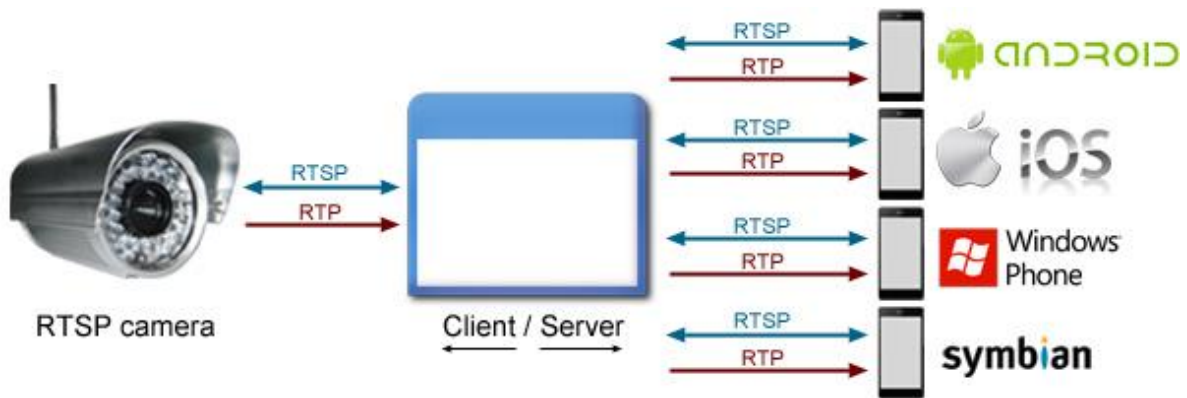 RTSP
RTP
RTSP camera
Client / Server
RTSP
RTP
ANDROID
RTSP
RTP
iOS
RTSP
RTP
Windows
Phone
RTSP
RTP
symbian